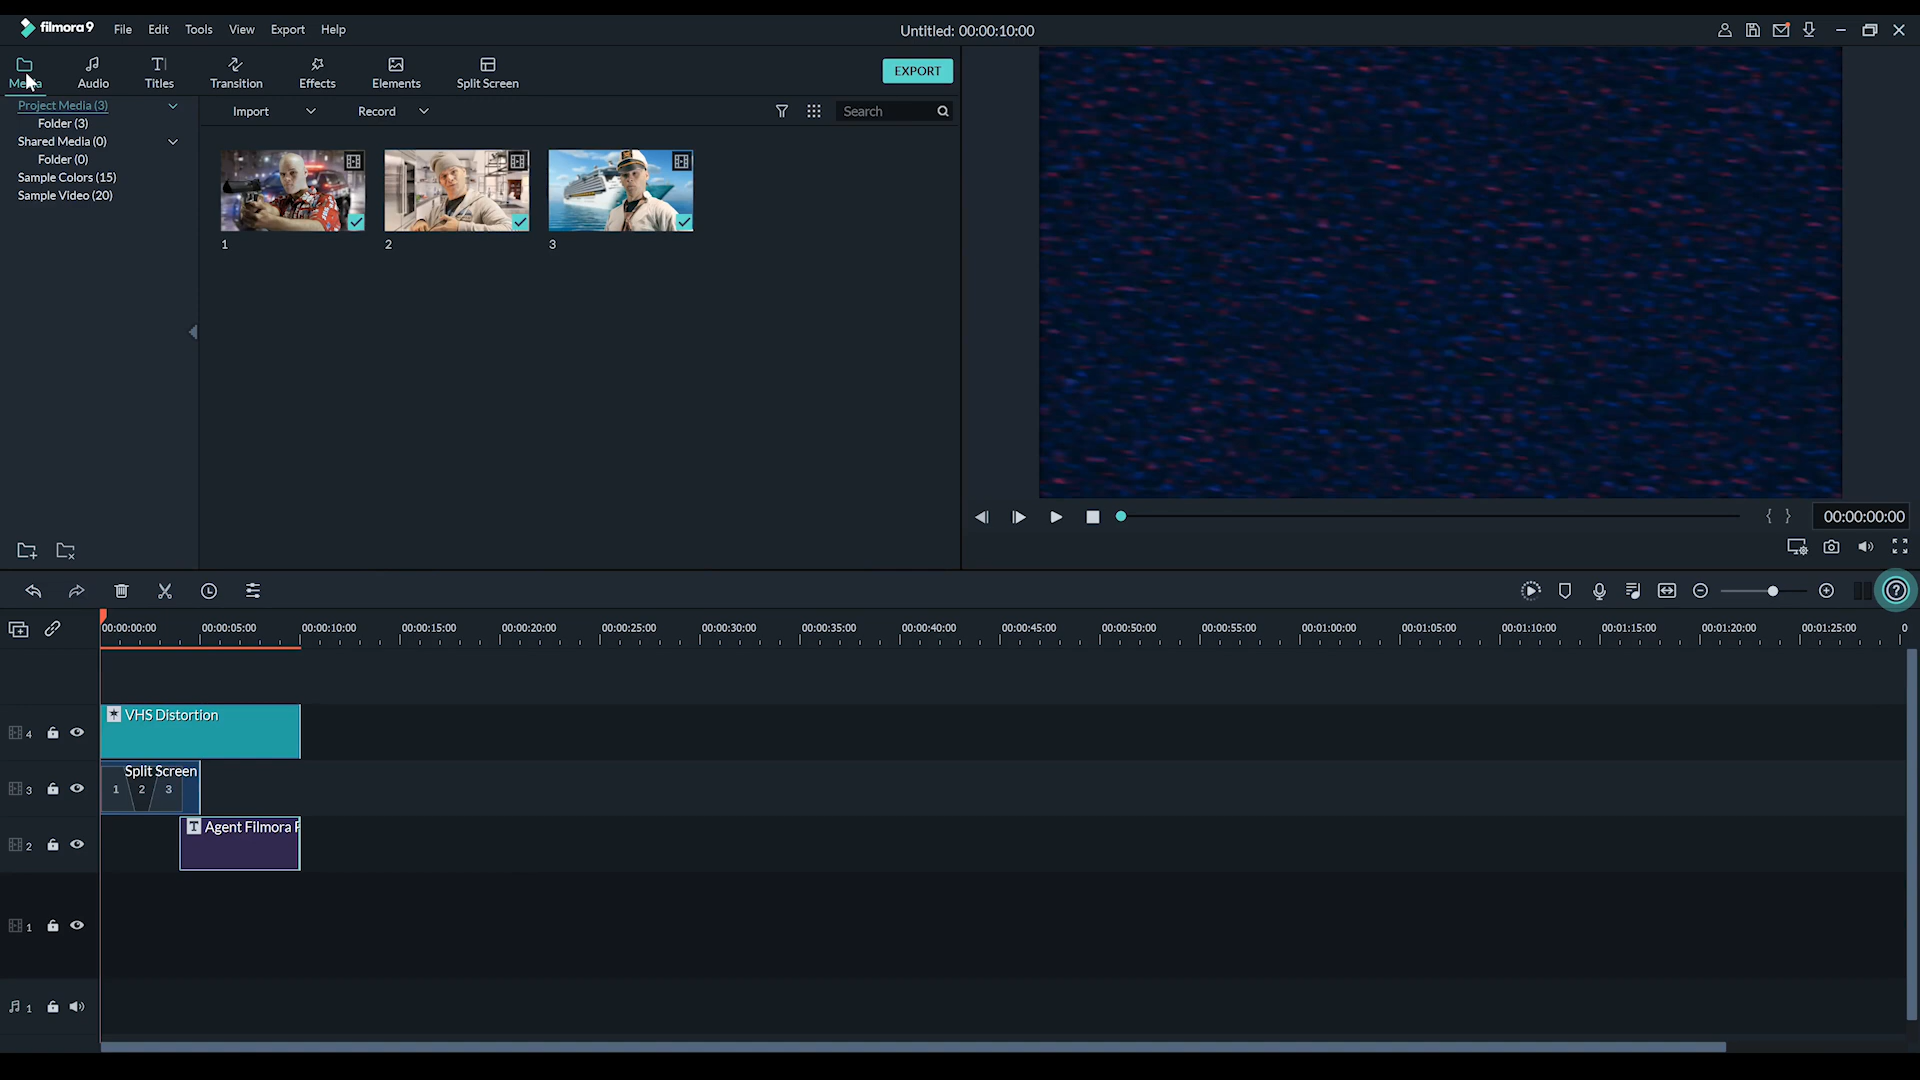 filmora9 File Edit Tools View Export Help Untitled: 00:00:10:00
Media Audio Titles Transition Effects Elements Split Screen EXPORT
Project Media (3)
Folder (3)
Shared Media (0)
Folder (0)
Sample Colors (15)
Sample Video (20)
Import Record Search
1 2 3
00:00:00:00
00:00:00:00 00:00:05:00 00:00:10:00 00:00:15:00 00:00:20:00 00:00:25:00 00:00:30:00 00:00:35:00 00:00:40:00 00:00:45:00 00:00:50:00 00:00:55:00 00:01:00:00 00:01:05:00 00:01:10:00 00:01:15:00 00:01:20:00 00:01:25:00 0
4 VHS Distortion
Split Screen
3 1 2 3
T Agent Filmora
2
1
1